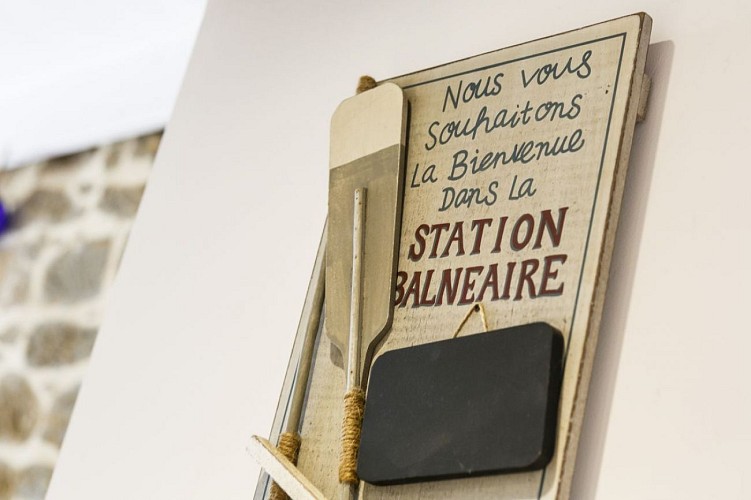 Nous vous
Souhaitons
La Bienvenue
Dans La
STATION
BALNEAIRE